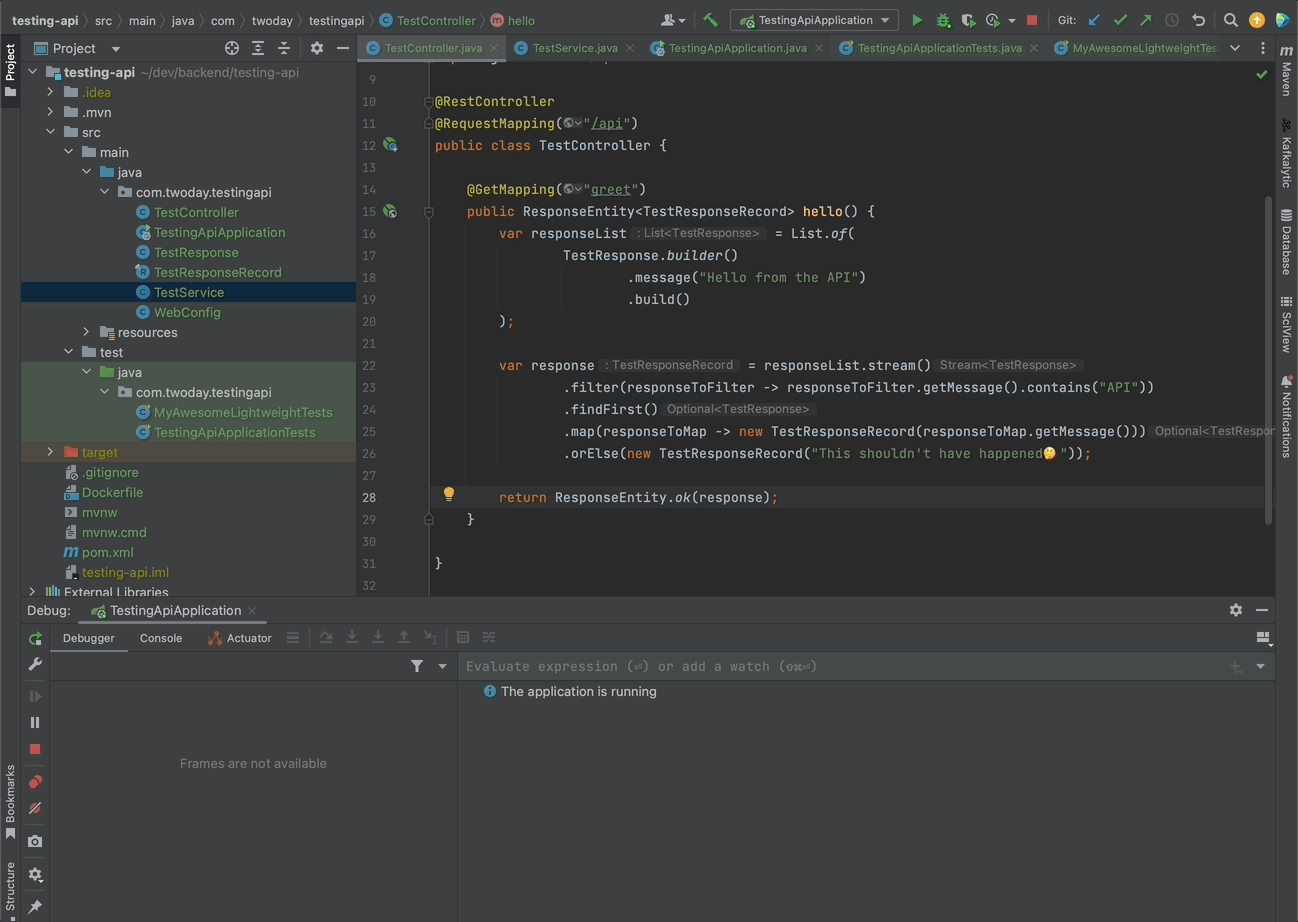 testing-api src main java com twoday testingapi TestController hello
TestingApiApplication
Git:
Project
TestController.java TestService.java TestingApiApplication.java TestingApiApplicationTests.java MyAwesomeLightweightTes
Project
Bookmarks
Structure
testing-api ~/dev/backend/testing-api
.idea
.mvn
src
main
java
com.twoday.testingapi
TestController
TestingApiApplication
TestResponse
TestResponseRecord
TestService
WebConfig
resources
test
java
com.twoday.testingapi
MyAwesomeLightweightTests
TestingApiApplicationTests
target
.gitignore
Dockerfile
mvnw
mvnw.cmd
pom.xml
testing-api.iml
External Libraries
9
10 @RestController
11 @RequestMapping("/api")
12 public class TestController {
13
14 @GetMapping("greet")
15 public ResponseEntity<TestResponseRecord> hello() {
16 var responseList : List<TestResponse> = List.of(
17 TestResponse.builder()
18 .message("Hello from the API")
19 .build()
20 );
21
22 var response : TestResponseRecord = responseList.stream() Stream<TestResponse>
23 .filter(responseToFilter -> responseToFilter.getMessage().contains("API"))
24 .findFirst() Optional<TestResponse>
25 .map(responseToMap -> new TestResponseRecord(responseToMap.getMessage())) Optional<TestRespor
26 .orElse(new TestResponseRecord("This shouldn't have happened🤔"));
27
28 return ResponseEntity.ok(response);
29 }
30
31 }
32
m Maven
Kafkalytic
Database
SciView
Notifications
Debug: TestingApiApplication
Debugger Console Actuator
Evaluate expression (⏎) or add a watch (⇧⌘⏎)
The application is running
Frames are not available